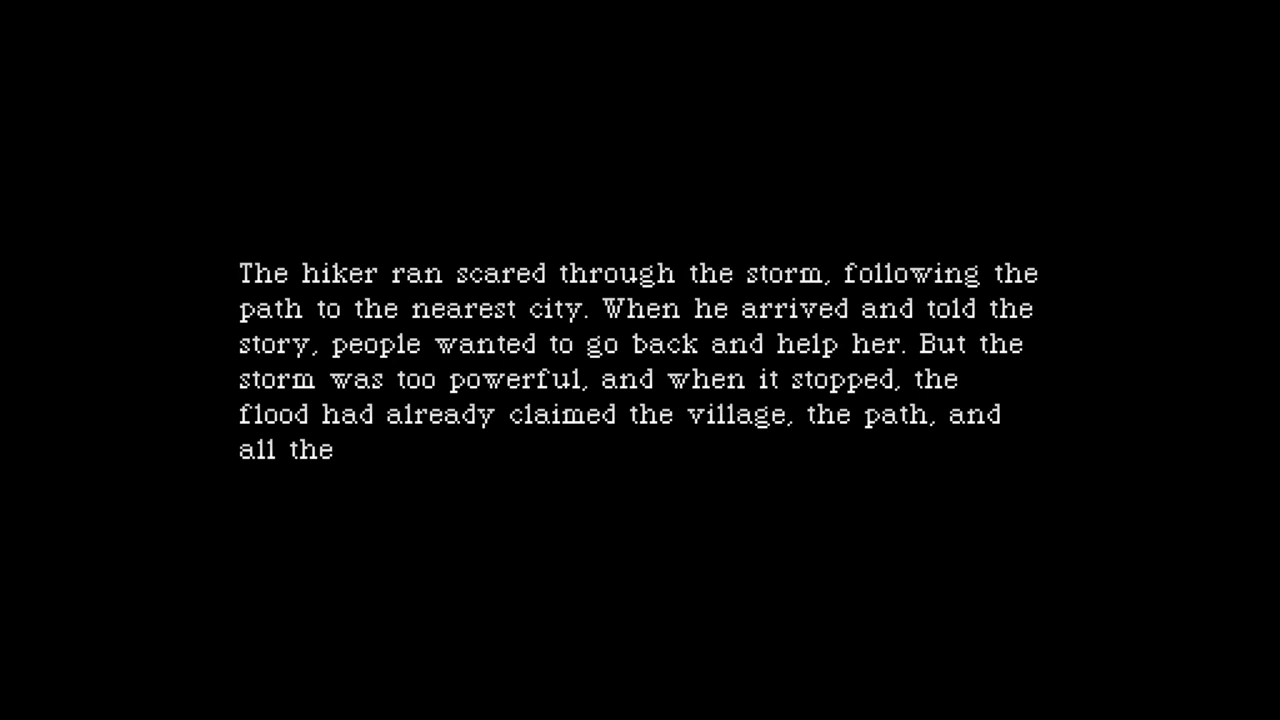 The hiker ran scared through the storm, following the
path to the nearest city. When he arrived and told the
story, people wanted to go back and help her. But the
storm was too powerful, and when it stopped, the
flood had already claimed the village, the path, and
all the